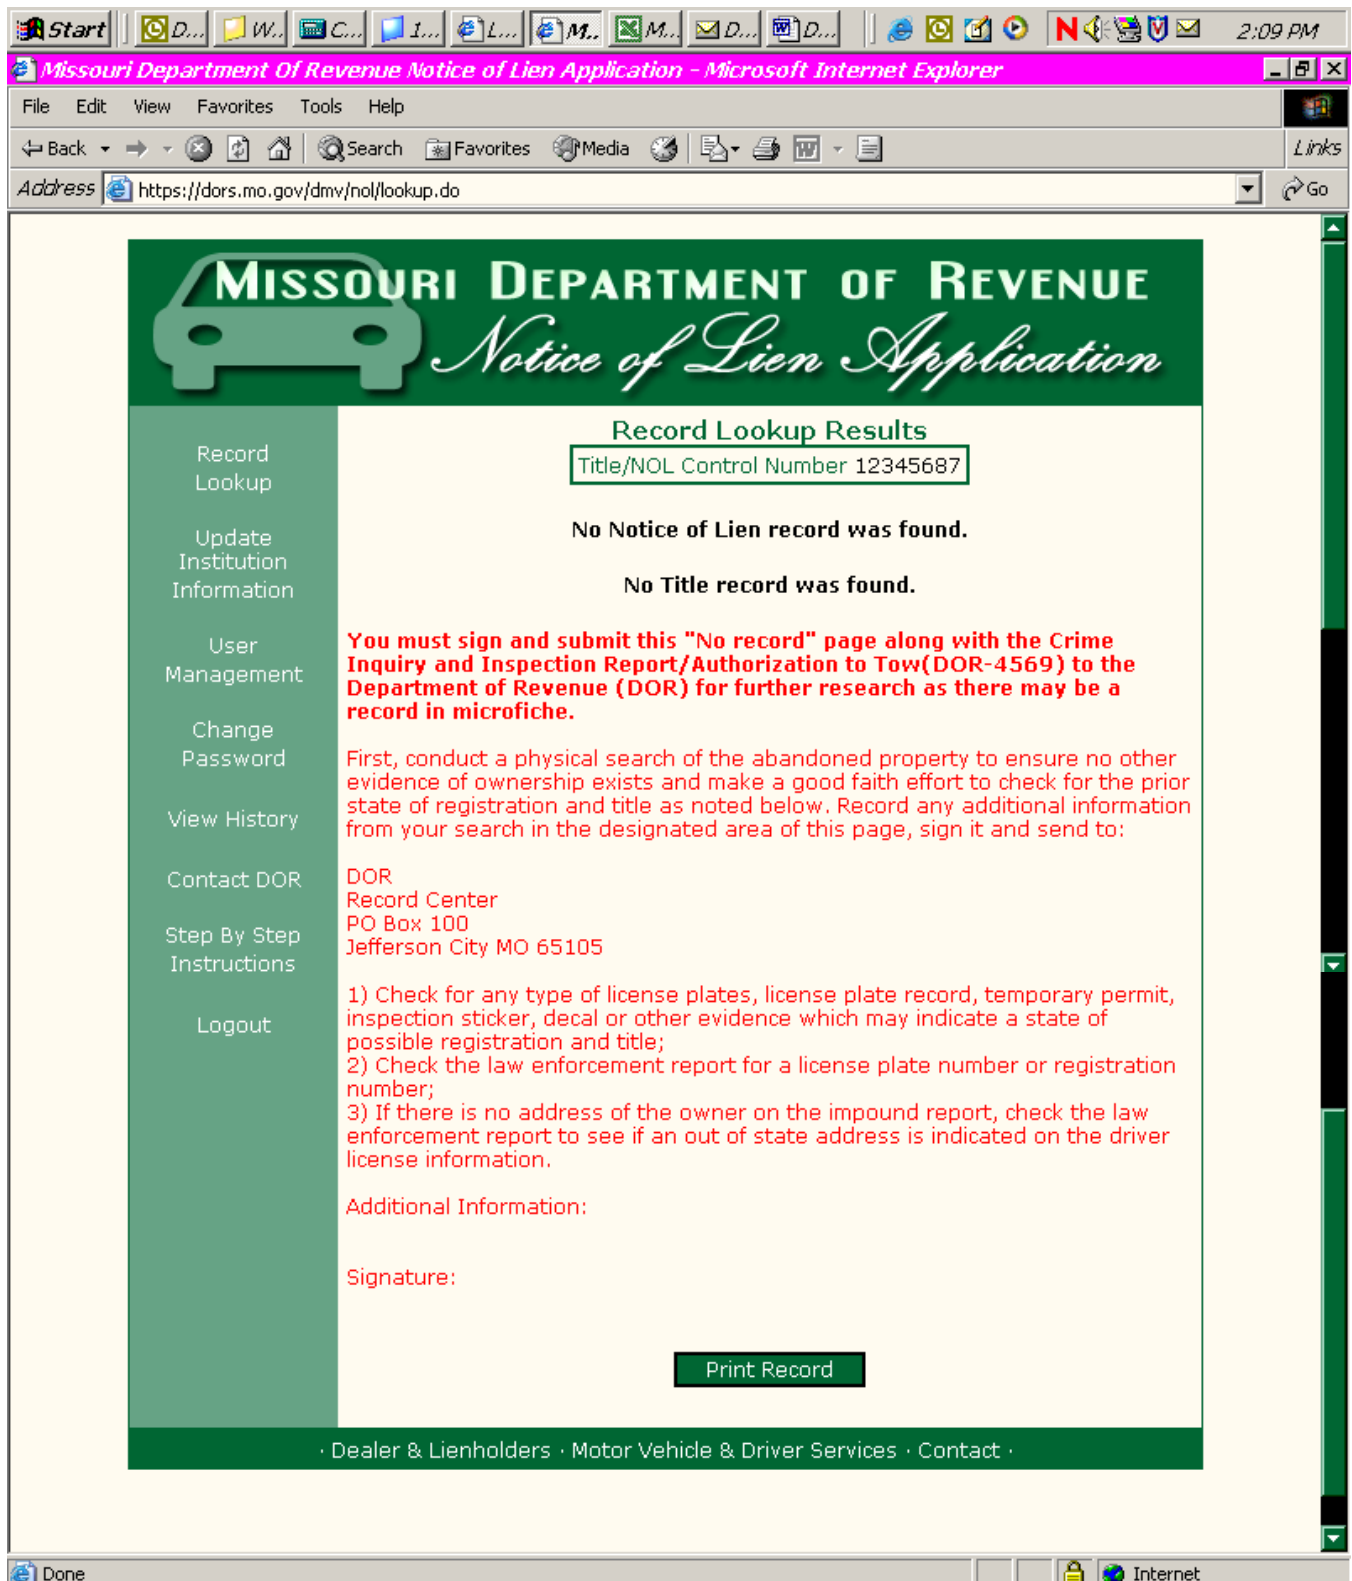 Start D... W... C... 1... L... M.. M... D... D... 2:09 PM
Missouri Department Of Revenue Notice of Lien Application - Microsoft Internet Explorer
File Edit View Favorites Tools Help
Back Search Favorites Media Links
Address https://dors.mo.gov/dmv/nol/lookup.do Go
MISSOURI DEPARTMENT OF REVENUE
Notice of Lien Application
Record
Lookup
Update
Institution
Information
User
Management
Change
Password
View History
Contact DOR
Step By Step
Instructions
Logout
Record Lookup Results
Title/NOL Control Number 12345687
No Notice of Lien record was found.
No Title record was found.
You must sign and submit this "No record" page along with the Crime
Inquiry and Inspection Report/Authorization to Tow(DOR-4569) to the
Department of Revenue (DOR) for further research as there may be a
record in microfiche.
First, conduct a physical search of the abandoned property to ensure no other
evidence of ownership exists and make a good faith effort to check for the prior
state of registration and title as noted below. Record any additional information
from your search in the designated area of this page, sign it and send to:
DOR
Record Center
PO Box 100
Jefferson City MO 65105
1) Check for any type of license plates, license plate record, temporary permit,
inspection sticker, decal or other evidence which may indicate a state of
possible registration and title;
2) Check the law enforcement report for a license plate number or registration
number;
3) If there is no address of the owner on the impound report, check the law
enforcement report to see if an out of state address is indicated on the driver
license information.
Additional Information:
Signature:
Print Record
· Dealer & Lienholders · Motor Vehicle & Driver Services · Contact ·
Done Internet